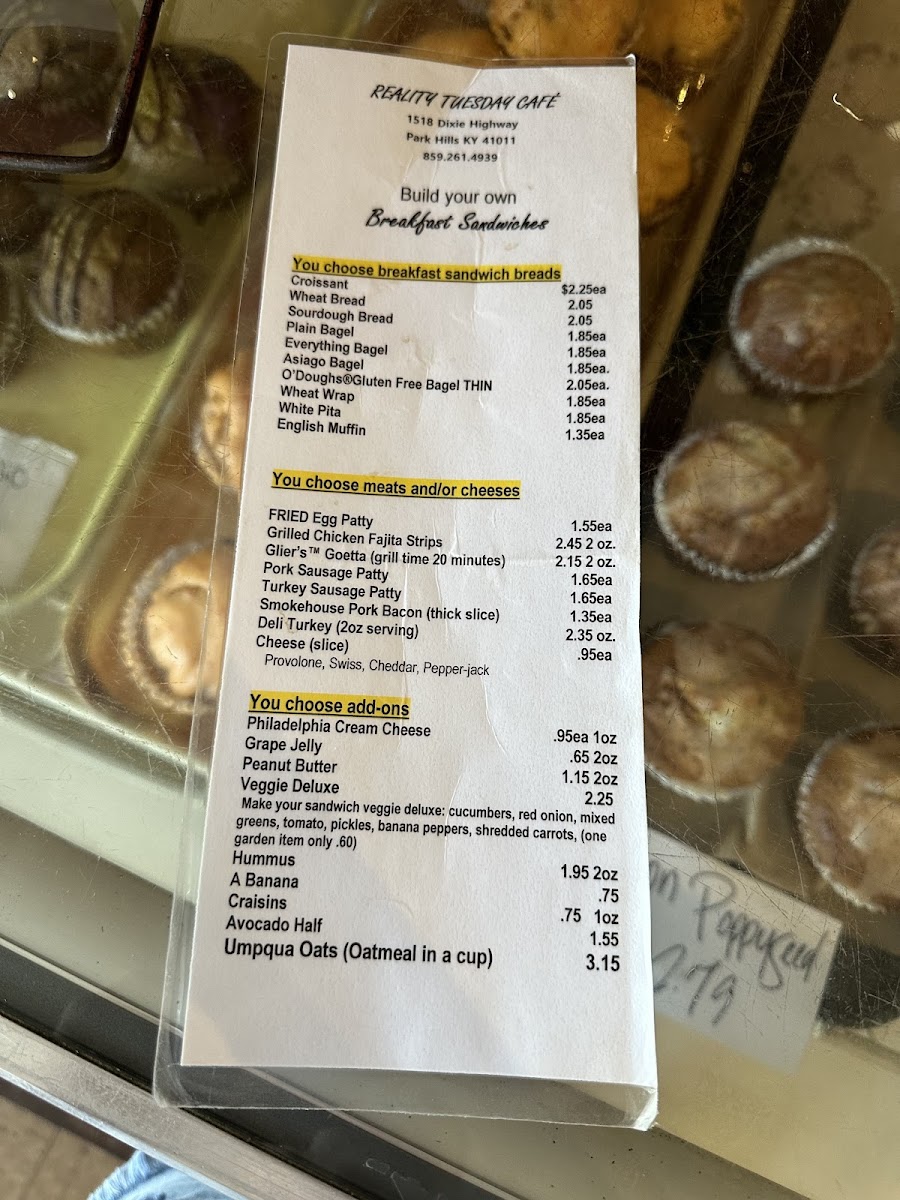 REALITY TUESDAY CAFÉ
1518 Dixie Highway
Park Hills KY 41011
859.261.4939
Build your own
Breakfast Sandwiches
You choose breakfast sandwich breads
Croissant $2.25ea
Wheat Bread 2.05
Sourdough Bread 2.05
Plain Bagel 1.85ea
Everything Bagel 1.85ea
Asiago Bagel 1.85ea.
O'Doughs®Gluten Free Bagel THIN 2.05ea.
Wheat Wrap 1.85ea
White Pita 1.85ea
English Muffin 1.35ea
You choose meats and/or cheeses
FRIED Egg Patty 1.55ea
Grilled Chicken Fajita Strips 2.45 2 oz.
Glier's™ Goetta (grill time 20 minutes) 2.15 2 oz.
Pork Sausage Patty 1.65ea
Turkey Sausage Patty 1.65ea
Smokehouse Pork Bacon (thick slice) 1.35ea
Deli Turkey (2oz serving) 2.35 oz.
Cheese (slice) .95ea
Provolone, Swiss, Cheddar, Pepper-jack
You choose add-ons
Philadelphia Cream Cheese .95ea 1oz
Grape Jelly .65 2oz
Peanut Butter 1.15 2oz
Veggie Deluxe 2.25
Make your sandwich veggie deluxe: cucumbers, red onion, mixed
greens, tomato, pickles, banana peppers, shredded carrots, (one
garden item only .60)
Hummus 1.95 2oz
A Banana .75
Craisins .75 1oz
Avocado Half 1.55
Umpqua Oats (Oatmeal in a cup) 3.15
Poppyseed
2.79